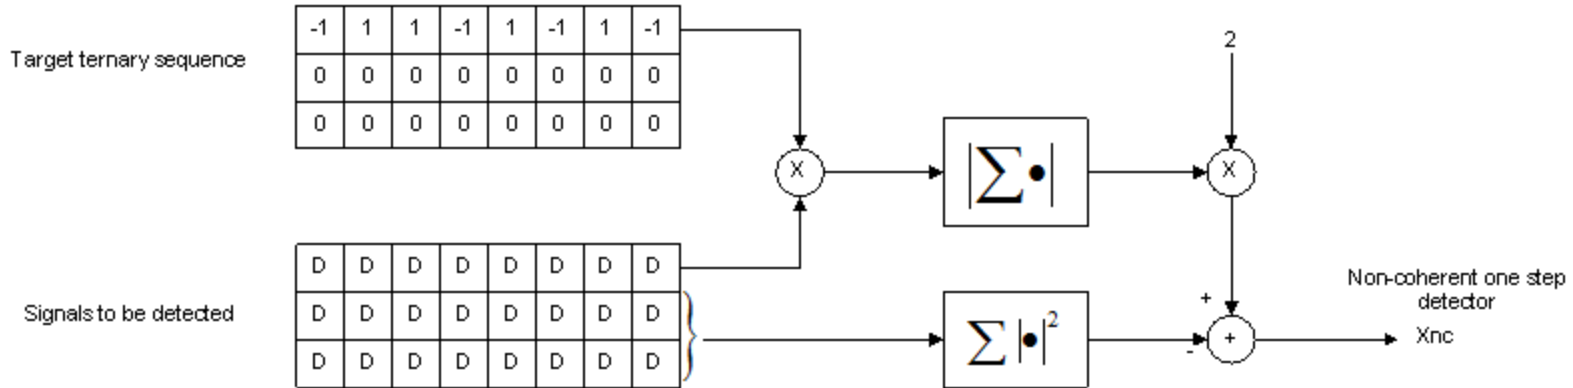 -1 1 1 -1 1 -1 1 -1
Target ternary sequence
0 0 0 0 0 0 0 0
0 0 0 0 0 0 0 0
2
X
|∑•|
X
D D D D D D D D
Signals to be detected
D D D D D D D D
D D D D D D D D
∑|•|²
+
-
+
Non-coherent one step
detector
Xnc